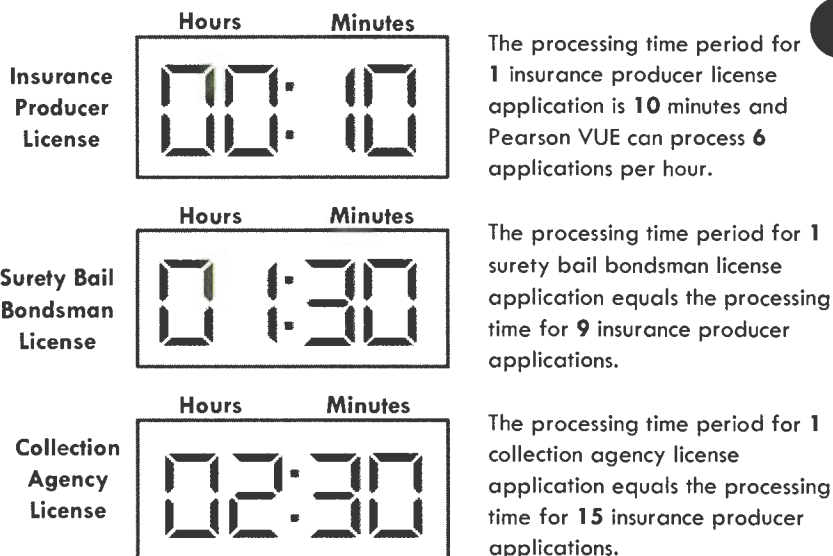 Hours Minutes
Insurance
Producer
License
00:10
The processing time period for
1 insurance producer license
application is 10 minutes and
Pearson VUE can process 6
applications per hour.
Hours Minutes
Surety Bail
Bondsman
License
01:30
The processing time period for 1
surety bail bondsman license
application equals the processing
time for 9 insurance producer
applications.
Hours Minutes
Collection
Agency
License
02:30
The processing time period for 1
collection agency license
application equals the processing
time for 15 insurance producer
applications.